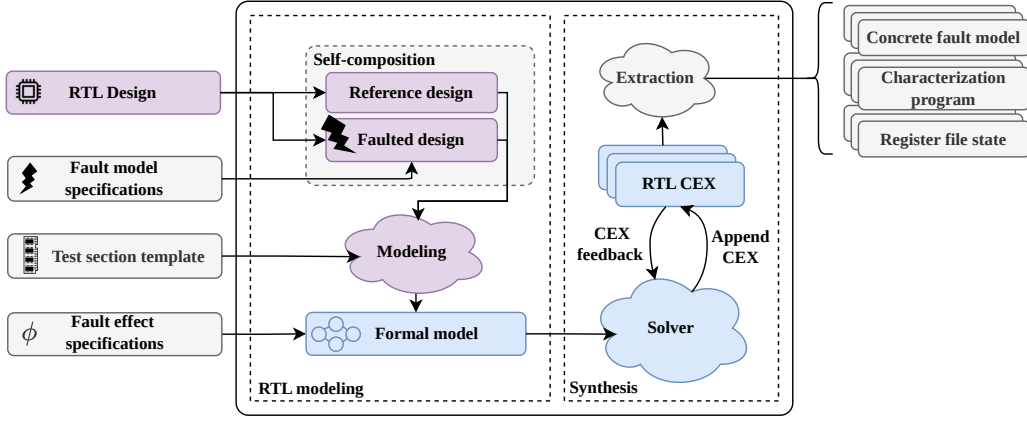 RTL Design
Fault model
specifications
Test section template
ϕ
Fault effect
specifications
Self-composition
Reference design
Faulted design
Modeling
Formal model
RTL modeling
Extraction
RTL CEX
CEX
feedback
Append
CEX
Solver
Synthesis
Concrete fault model
Characterization
program
Register file state